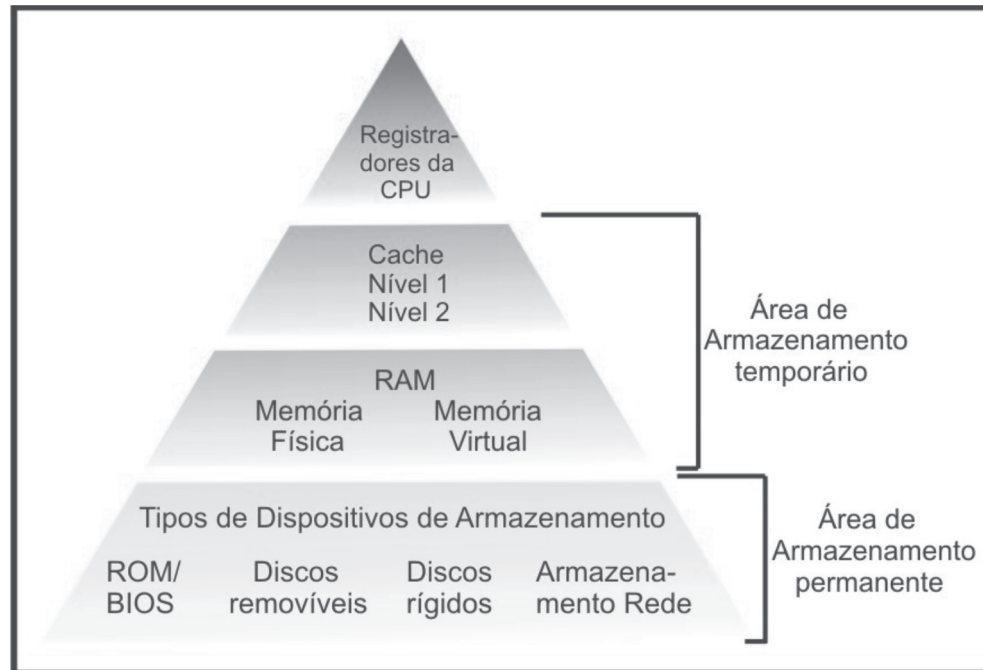 Registra-
dores da
CPU
Cache
Nível 1
Nível 2
RAM
Memória
Física
Memória
Virtual
Área de
Armazenamento
temporário
Tipos de Dispositivos de Armazenamento
ROM/
BIOS
Discos
removíveis
Discos
rígidos
Armazena-
mento Rede
Área de
Armazenamento
permanente